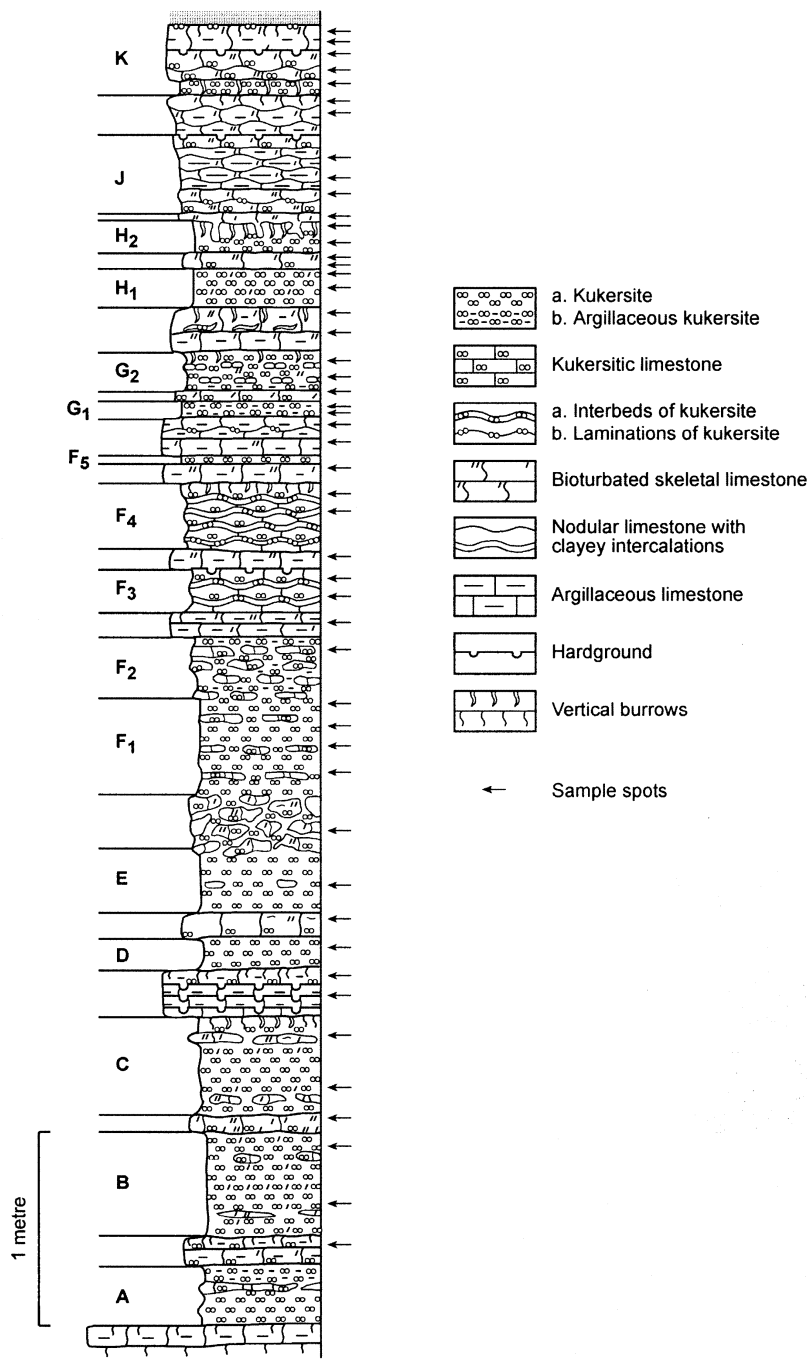 K
J
H2
H1
G2
G1
F5
F4
F3
F2
F1
E
D
C
B
A
1 metre
a. Kukersite
b. Argillaceous kukersite
Kukersitic limestone
a. Interbeds of kukersite
b. Laminations of kukersite
Bioturbated skeletal limestone
Nodular limestone with
clayey intercalations
Argillaceous limestone
Hardground
Vertical burrows
Sample spots